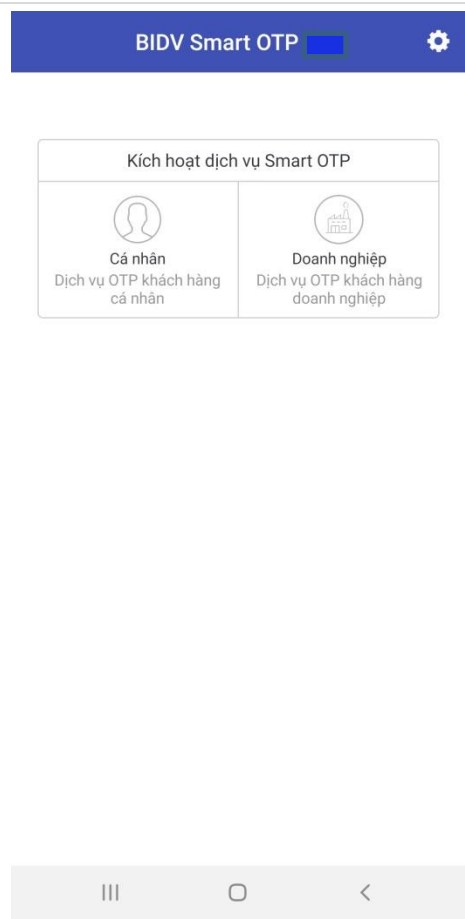 BIDV Smart OTP
Kích hoạt dịch vụ Smart OTP
Cá nhân
Dịch vụ OTP khách hàng
cá nhân
Doanh nghiệp
Dịch vụ OTP khách hàng
doanh nghiệp